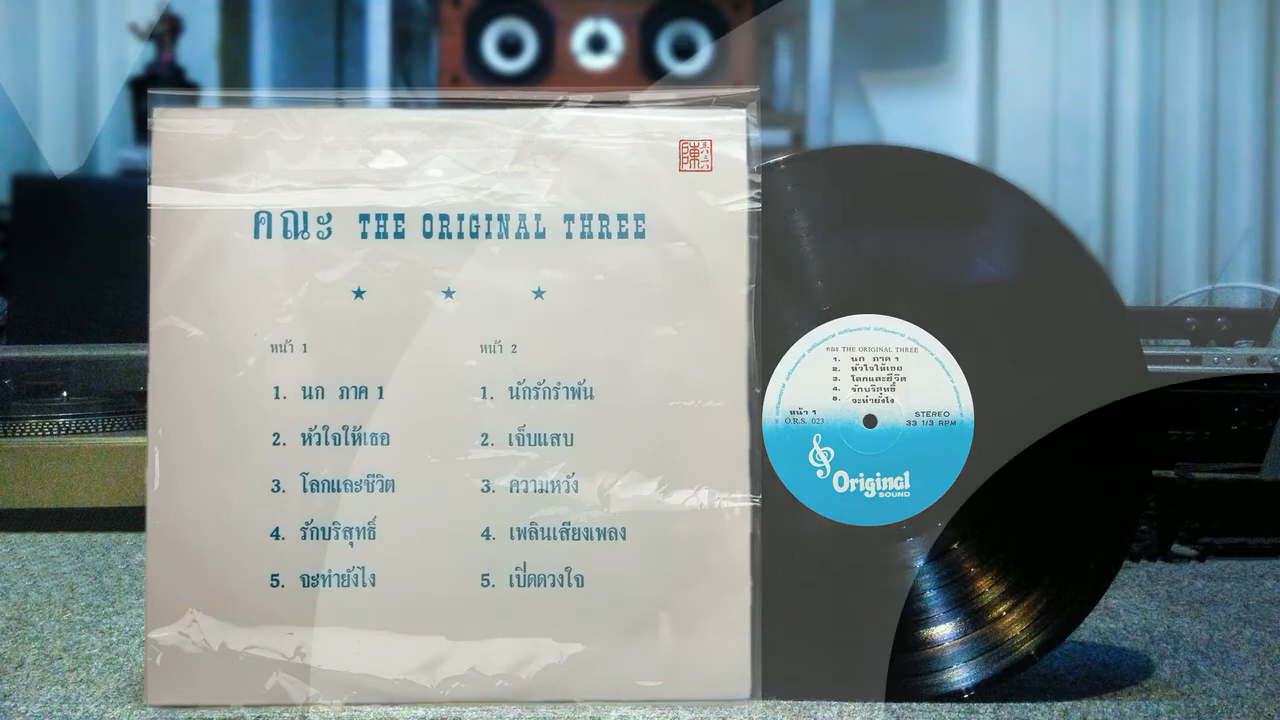 คณะ THE ORIGINAL THREE
หน้า 1
1. นก ภาค 1
2. หัวใจให้เธอ
3. โลกและชีวิต
4. รักบริสุทธิ์
5. จะทำยังไง
หน้า 2
1. นักรักรำพัน
2. เจ็บแสบ
3. ความหวัง
4. เพลินเสียงเพลง
5. เปิดดวงใจ
陳
คณะ THE ORIGINAL THREE
1. นก ภาค 1
2. หัวใจให้เธอ
3. โลกและชีวิต
4. รักบริสุทธิ์
5. จะทำยังไง
หน้า 1
O.R.S. 023
STEREO
33 1/3 RPM
Original
SOUND